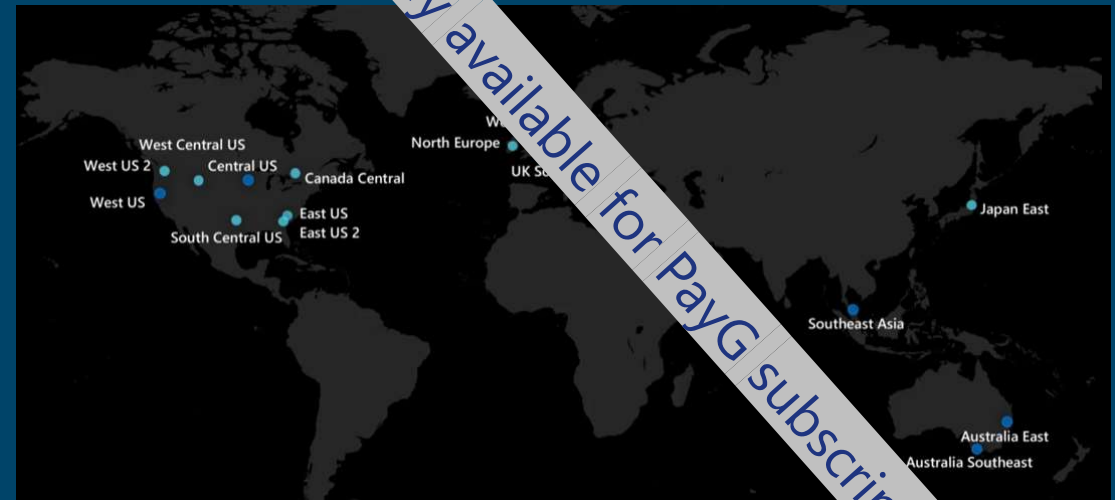 West Central US
West US 2
Central US
Canada Central
West US
East US
East US 2
South Central US
North Europe
Japan East
Southeast Asia
Australia East
Australia Southeast
available for PayG